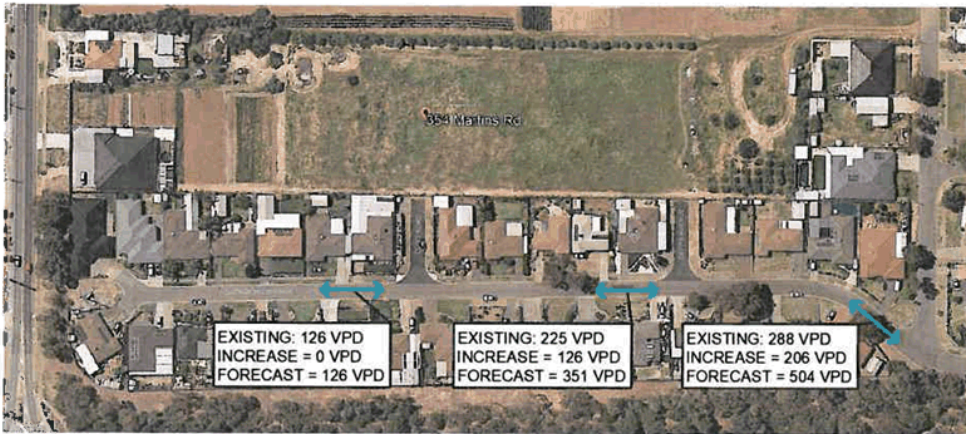 354 Martins Rd
EXISTING: 126 VPD
INCREASE = 0 VPD
FORECAST = 126 VPD
EXISTING: 225 VPD
INCREASE = 126 VPD
FORECAST = 351 VPD
EXISTING: 288 VPD
INCREASE = 206 VPD
FORECAST = 504 VPD